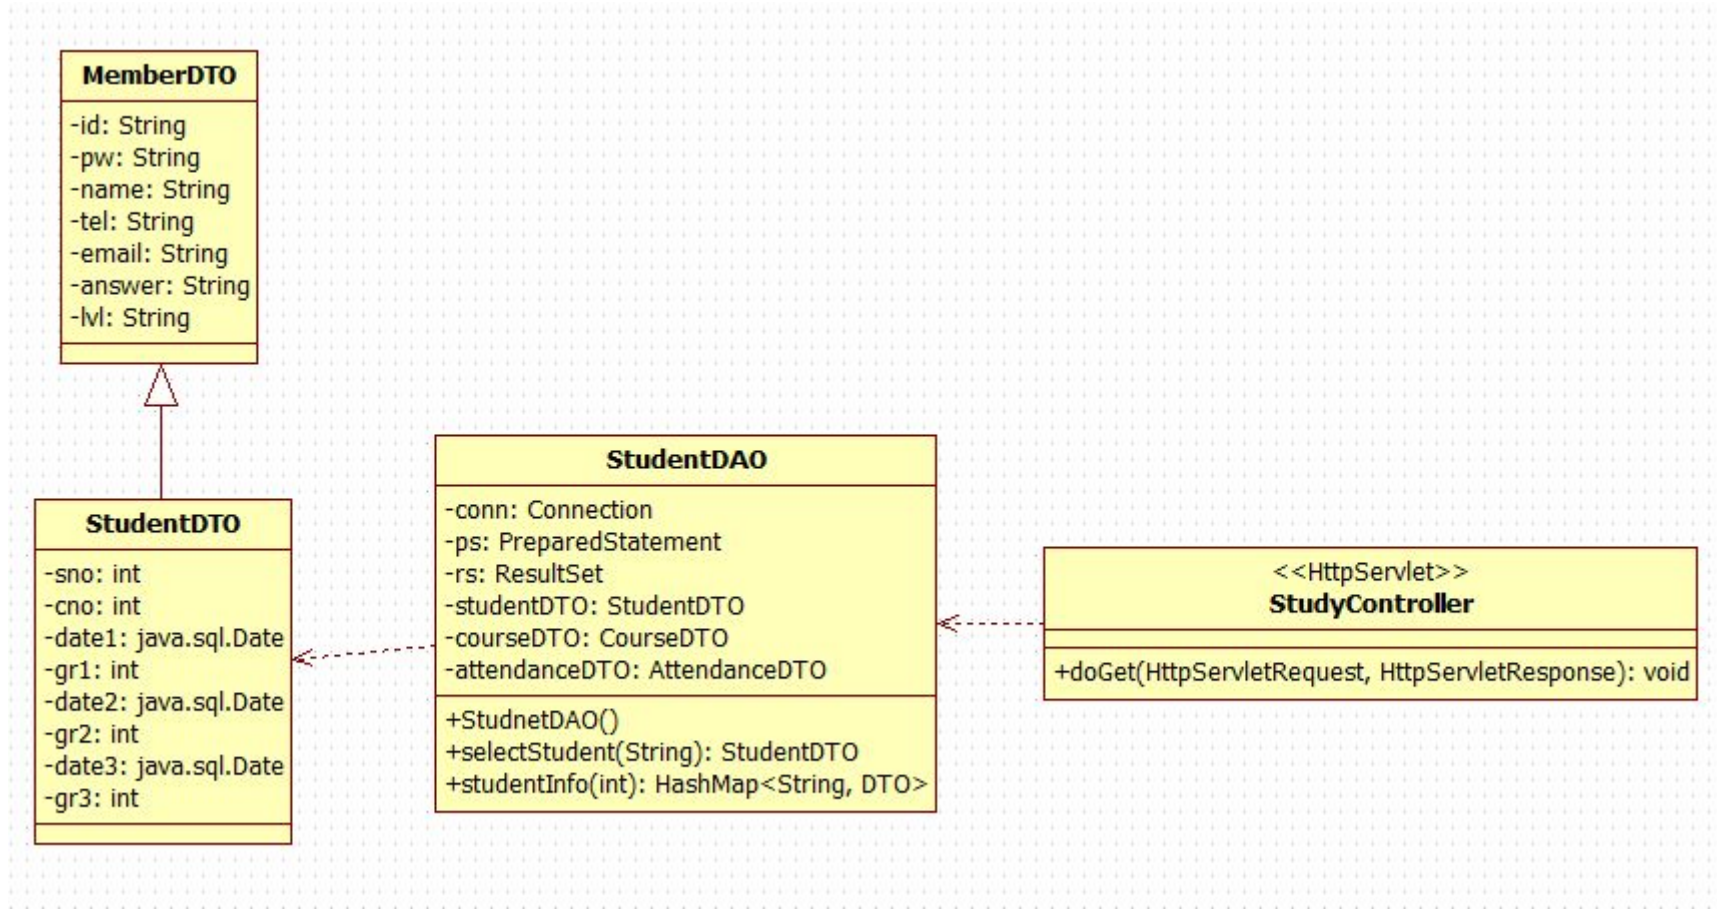 MemberDTO
-id: String
-pw: String
-name: String
-tel: String
-email: String
-answer: String
-lvl: String
StudentDTO
-sno: int
-cno: int
-date1: java.sql.Date
-gr1: int
-date2: java.sql.Date
-gr2: int
-date3: java.sql.Date
-gr3: int
StudentDAO
-conn: Connection
-ps: PreparedStatement
-rs: ResultSet
-studentDTO: StudentDTO
-courseDTO: CourseDTO
-attendanceDTO: AttendanceDTO
+StudnetDAO()
+selectStudent(String): StudentDTO
+studentInfo(int): HashMap<String, DTO>
<<HttpServlet>>
StudyController
+doGet(HttpServletRequest, HttpServletResponse): void